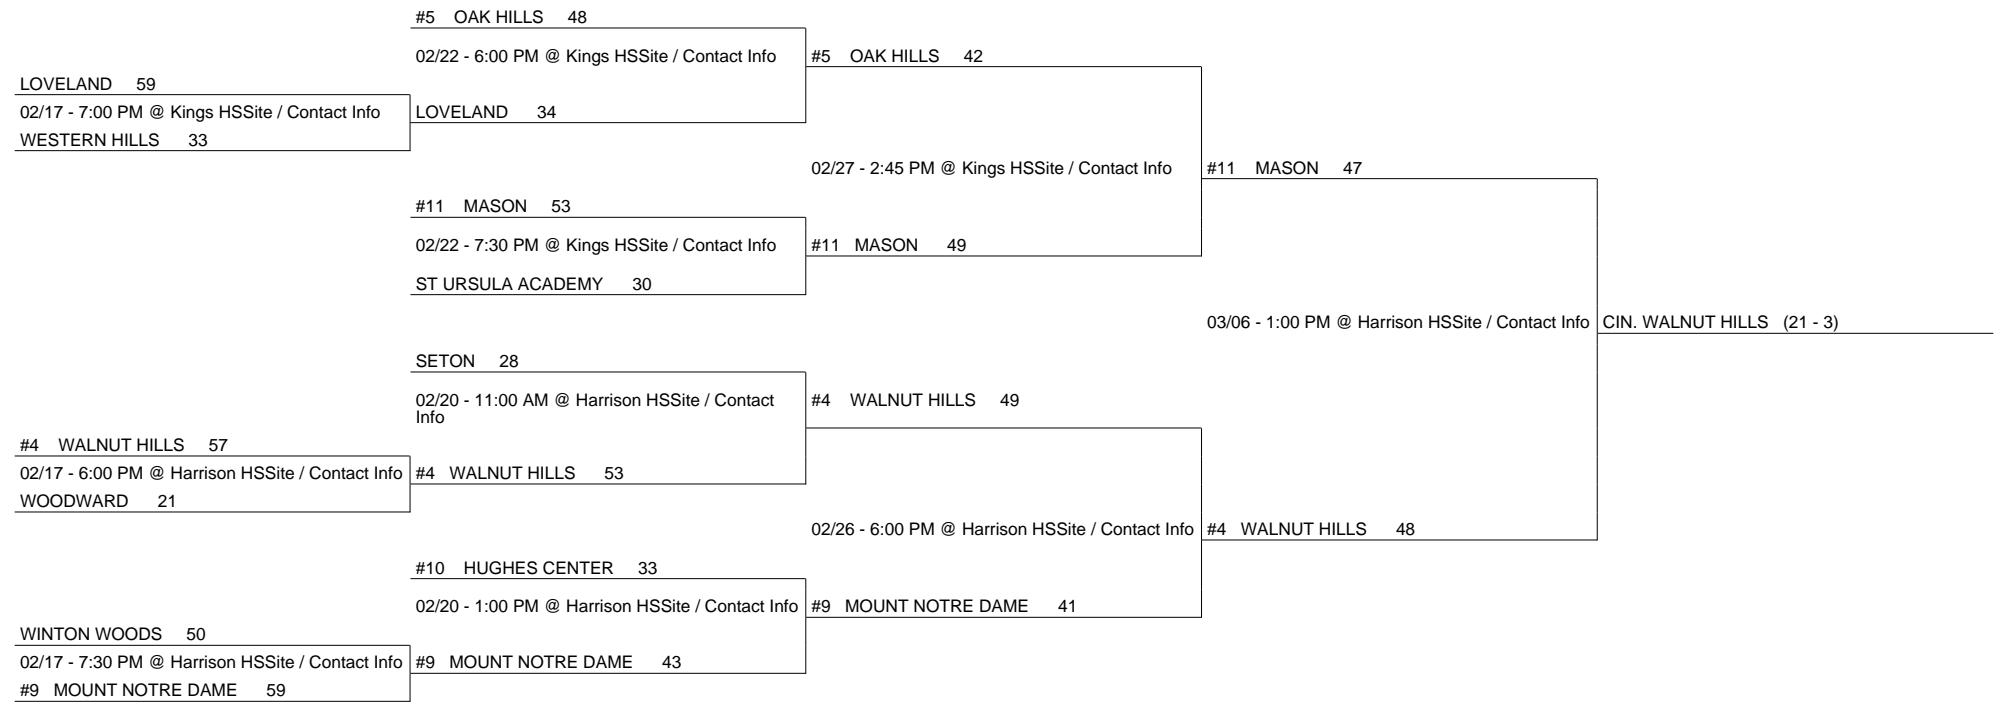 #5 OAK HILLS 48
02/22 - 6:00 PM @ Kings HSSite / Contact Info
#5 OAK HILLS 42
LOVELAND 59
02/17 - 7:00 PM @ Kings HSSite / Contact Info
LOVELAND 34
WESTERN HILLS 33
02/27 - 2:45 PM @ Kings HSSite / Contact Info
#11 MASON 47
#11 MASON 53
02/22 - 7:30 PM @ Kings HSSite / Contact Info
#11 MASON 49
ST URSULA ACADEMY 30
03/06 - 1:00 PM @ Harrison HSSite / Contact Info
CIN. WALNUT HILLS (21 - 3)
SETON 28
02/20 - 11:00 AM @ Harrison HSSite / Contact
Info
#4 WALNUT HILLS 49
#4 WALNUT HILLS 57
02/17 - 6:00 PM @ Harrison HSSite / Contact Info
#4 WALNUT HILLS 53
WOODWARD 21
02/26 - 6:00 PM @ Harrison HSSite / Contact Info
#4 WALNUT HILLS 48
#10 HUGHES CENTER 33
02/20 - 1:00 PM @ Harrison HSSite / Contact Info
#9 MOUNT NOTRE DAME 41
WINTON WOODS 50
02/17 - 7:30 PM @ Harrison HSSite / Contact Info
#9 MOUNT NOTRE DAME 43
#9 MOUNT NOTRE DAME 59